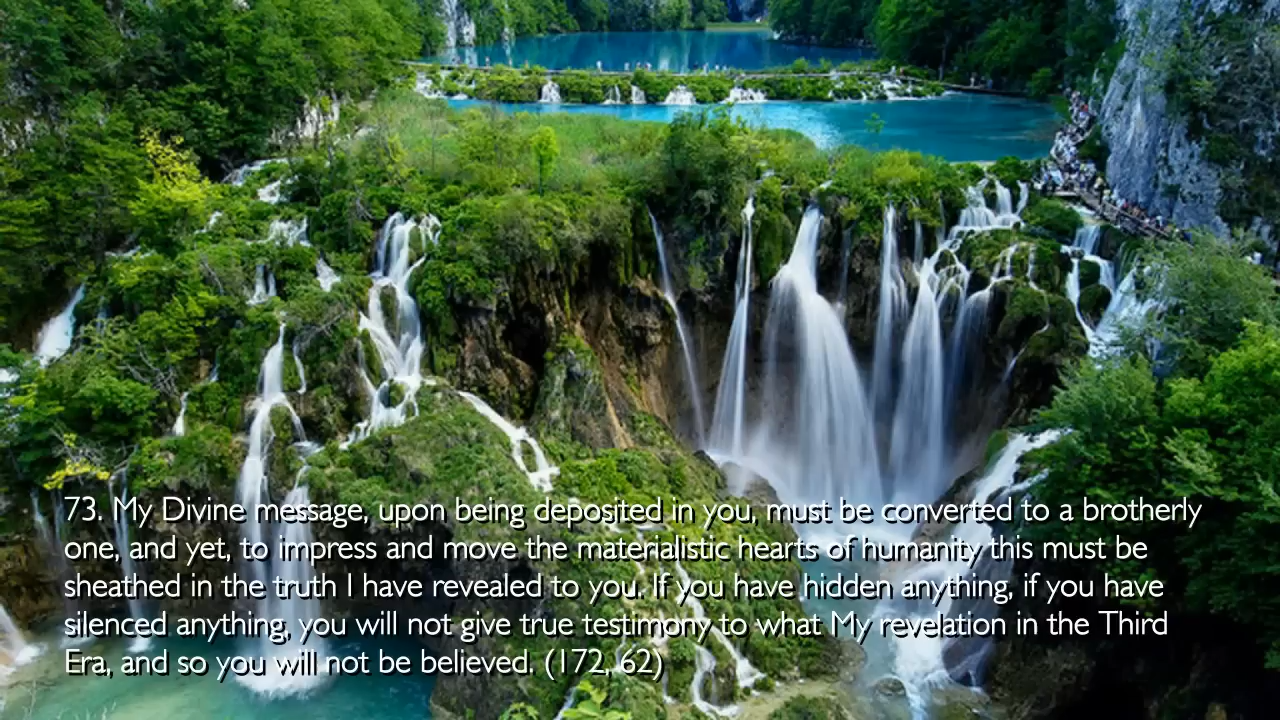 73. My Divine message, upon being deposited in you, must be converted to a brotherly
one, and yet, to impress and move the materialistic hearts of humanity this must be
sheathed in the truth I have revealed to you. If you have hidden anything, if you have
silenced anything, you will not give true testimony to what My revelation in the Third
Era, and so you will not be believed. (172, 62)